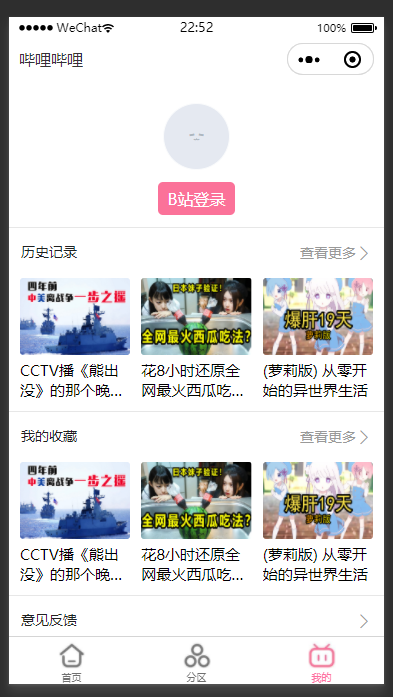 WeChat
22:52
100%
哔哩哔哩
B站登录
历史记录
查看更多
四年前
中美离战争一步之摇
日本妹子验证!
全网最火西瓜吃法?
爆肝19天
萝莉版
CCTV播《熊出
没》的那个晚...
花8小时还原全
网最火西瓜吃...
(萝莉版) 从零开
始的异世界生活
我的收藏
查看更多
四年前
中美离战争一步之摇
日本妹子验证!
全网最火西瓜吃法?
爆肝19天
萝莉版
CCTV播《熊出
没》的那个晚...
花8小时还原全
网最火西瓜吃...
(萝莉版) 从零开
始的异世界生活
意见反馈
首页
分区
我的